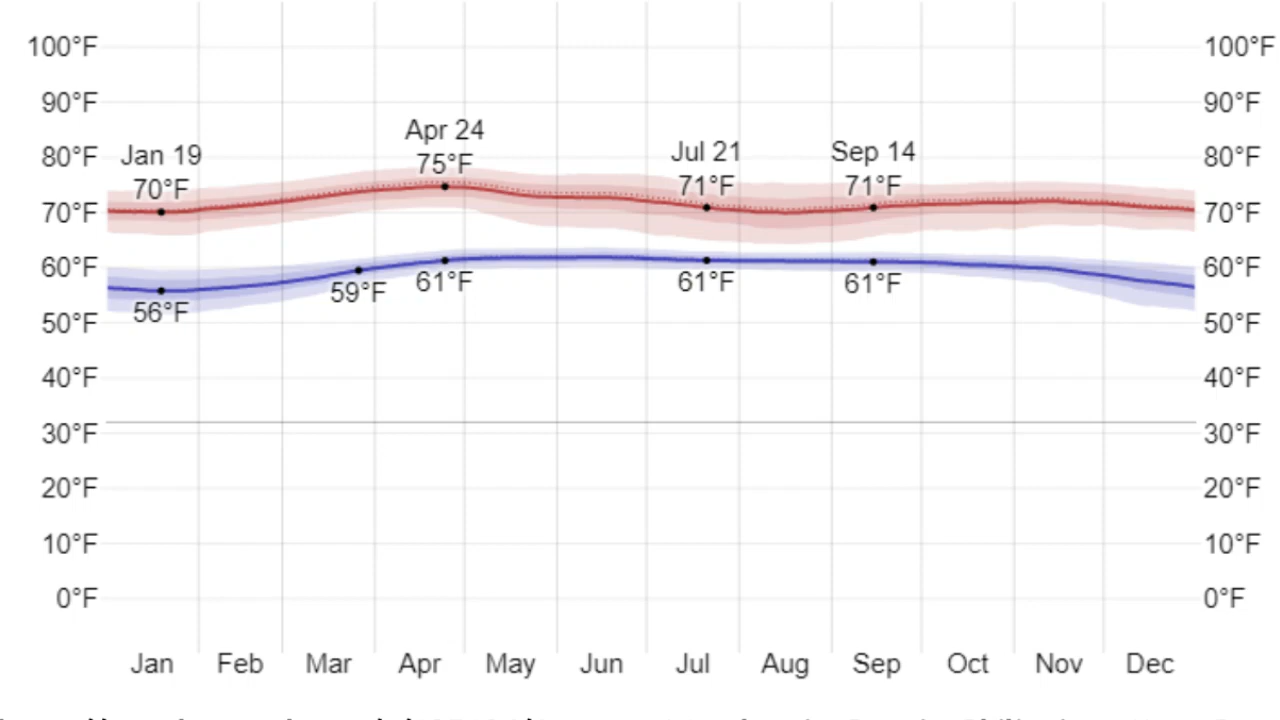 100°F 100°F
90°F 90°F
Apr 24
80°F Jan 19 75°F Jul 21 Sep 14 80°F
70°F 71°F 71°F
70°F 70°F
60°F 60°F
59°F 61°F 61°F 61°F
56°F
50°F 50°F
40°F 40°F
30°F 30°F
20°F 20°F
10°F 10°F
0°F 0°F
Jan Feb Mar Apr May Jun Jul Aug Sep Oct Nov Dec